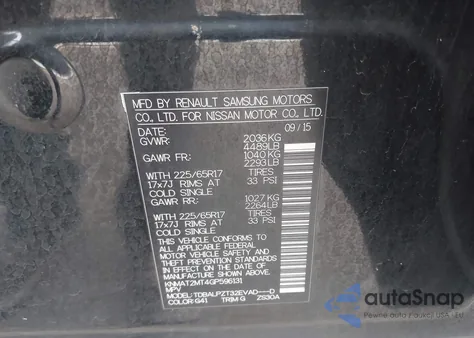 MFD BY RENAULT SAMSUNG MOTORS
CO., LTD. FOR NISSAN MOTOR CO., LTD.
DATE: 09/15
GVWR: 2036KG
4489LB
GAWR FR: 1040KG
2293LB
WITH 225/65R17 TIRES
17x7J RIMS AT 33 PSI
COLD SINGLE
GAWR RR: 1027KG
2264LB
WITH 225/65R17 TIRES
17x7J RIMS AT 33 PSI
COLD SINGLE
THIS VEHICLE CONFORMS TO
ALL APPLICABLE FEDERAL
MOTOR VEHICLE SAFETY AND
THEFT PREVENTION STANDARDS
IN EFFECT ON THE DATE OF
MANUFACTURE SHOWN ABOVE.
KNMAT2MT4GP596131
MPV
MODEL: TDBALPZT32EVAD---D
COLOR: G41 TRIM G ZS30A
autoSnap